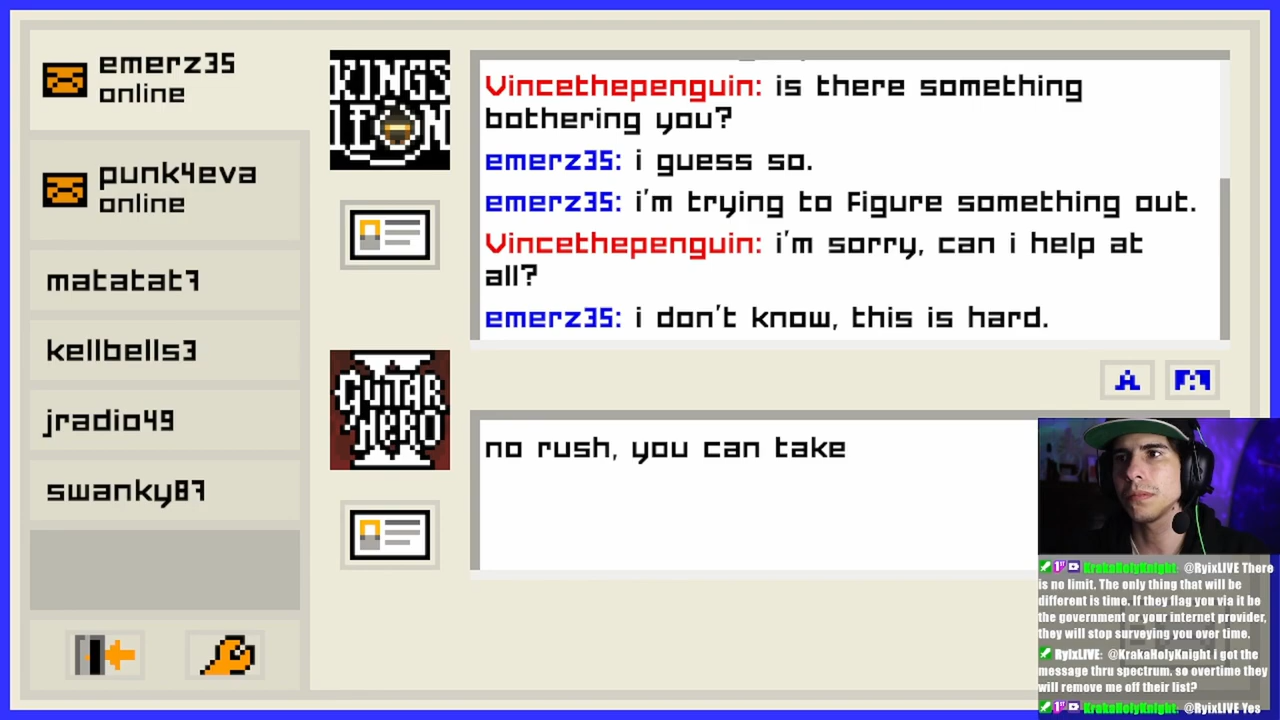 emerz35
online
punk4eva
online
matatat7
kellbells3
jradio49
swanky87
KINGS
LEON
GUITAR
HERO
Vincethepenguin: is there something
bothering you?
emerz35: i guess so.
emerz35: i'm trying to figure something out.
Vincethepenguin: i'm sorry, can i help at
all?
emerz35: i don't know, this is hard.
A
A
no rush, you can take
1st KrakaHolyKnight: @RyixLIVE There
is no limit. The only thing that will be
different is time. If they flag you via it be
the government or your internet provider,
they will stop surveying you over time.
RyixLIVE: @KrakaHolyKnight i got the
message thru spectrum. so overtime they
will remove me off their list?
1st KrakaHolyKnight: @RyixLIVE Yes